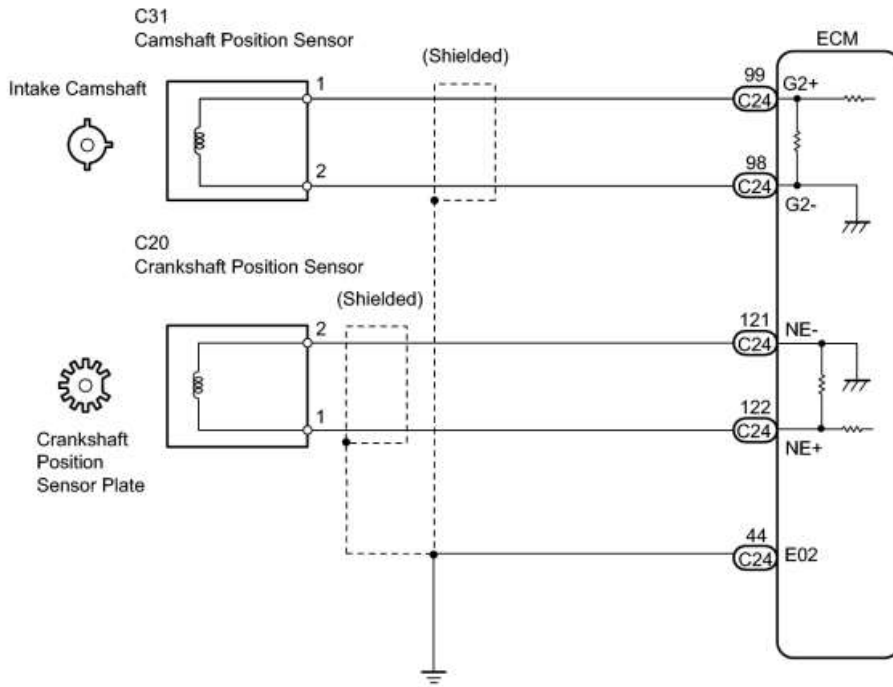 C31
Camshaft Position Sensor
ECM
(Shielded)
Intake Camshaft
1
99
C24
G2+
2
98
C24
G2-
C20
Crankshaft Position Sensor
(Shielded)
2
121
C24
NE-
1
122
C24
NE+
Crankshaft
Position
Sensor Plate
44
C24
E02